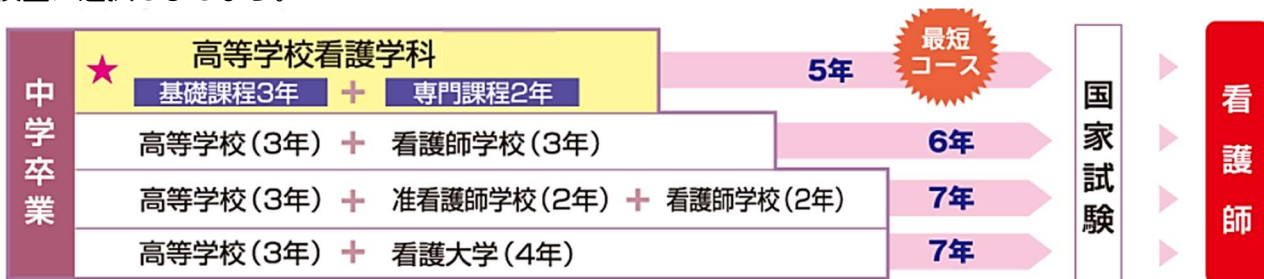 中学卒業
★ 高等学校看護学科
基礎課程3年 + 専門課程2年
5年
最短
コース
高等学校(3年) + 看護師学校(3年)
6年
高等学校(3年) + 准看護師学校(2年) + 看護師学校(2年)
7年
高等学校(3年) + 看護大学(4年)
7年
国家試験
看護師